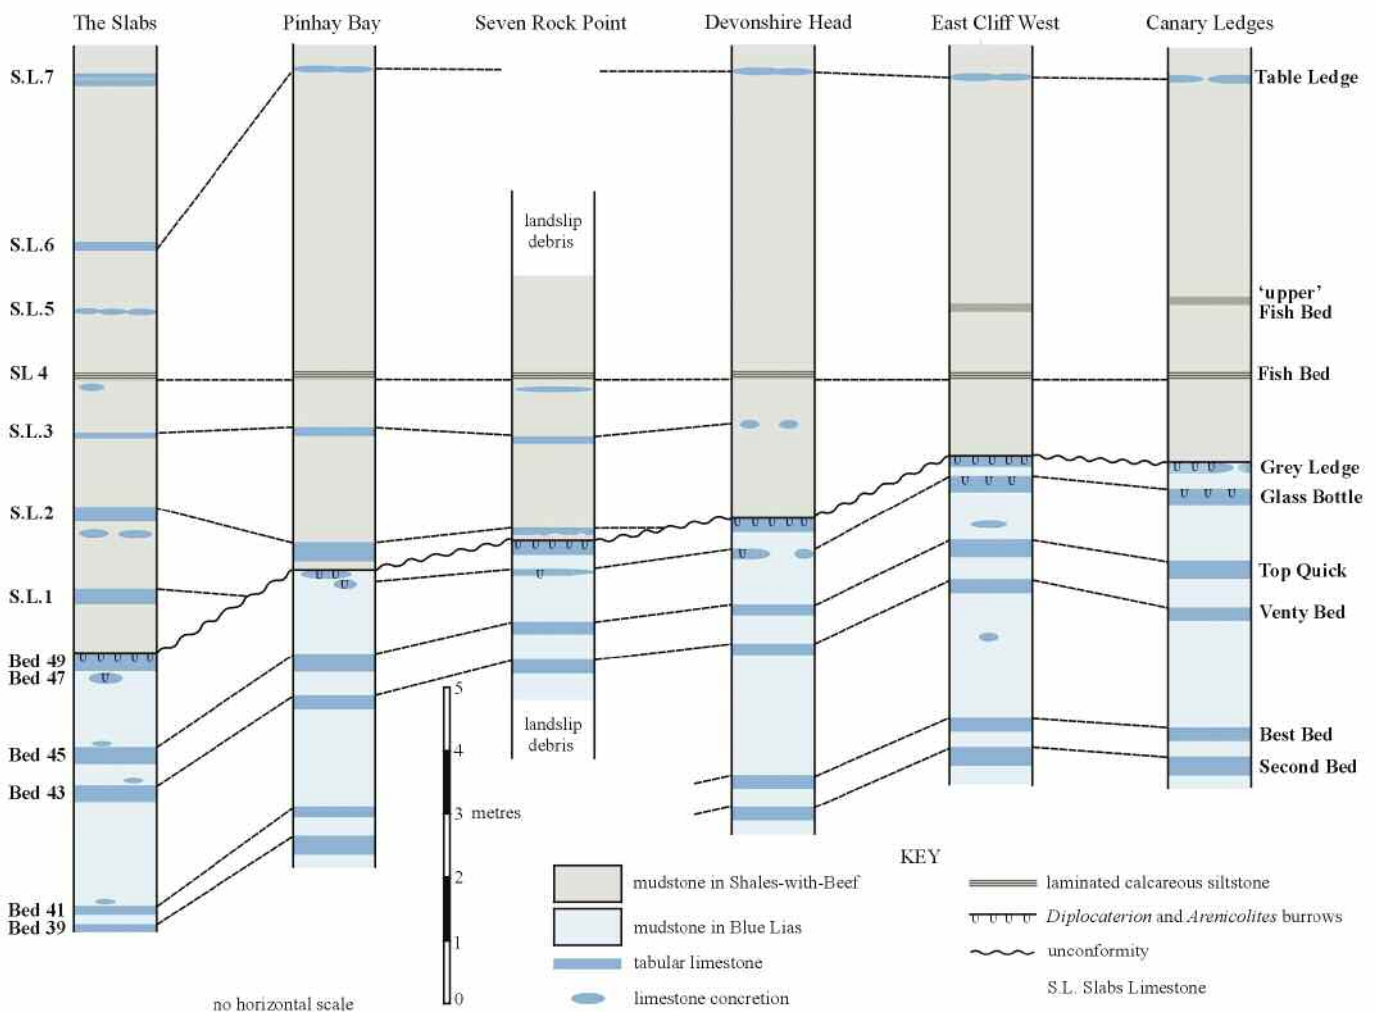 The Slabs
Pinhay Bay
Seven Rock Point
Devonshire Head
East Cliff West
Canary Ledges
S.L.7
S.L.6
S.L.5
SL 4
S.L.3
S.L.2
S.L.1
Bed 49
Bed 47
Bed 45
Bed 43
Bed 41
Bed 39
landslip
debris
landslip
debris
Table Ledge
‘upper’
Fish Bed
Fish Bed
Grey Ledge
Glass Bottle
Top Quick
Venty Bed
Best Bed
Second Bed
5
4
3 metres
2
1
0
no horizontal scale
KEY
mudstone in Shales-with-Beef
mudstone in Blue Lias
tabular limestone
limestone concretion
laminated calcareous siltstone
Diplocaterion and Arenicolites burrows
unconformity
S.L. Slabs Limestone